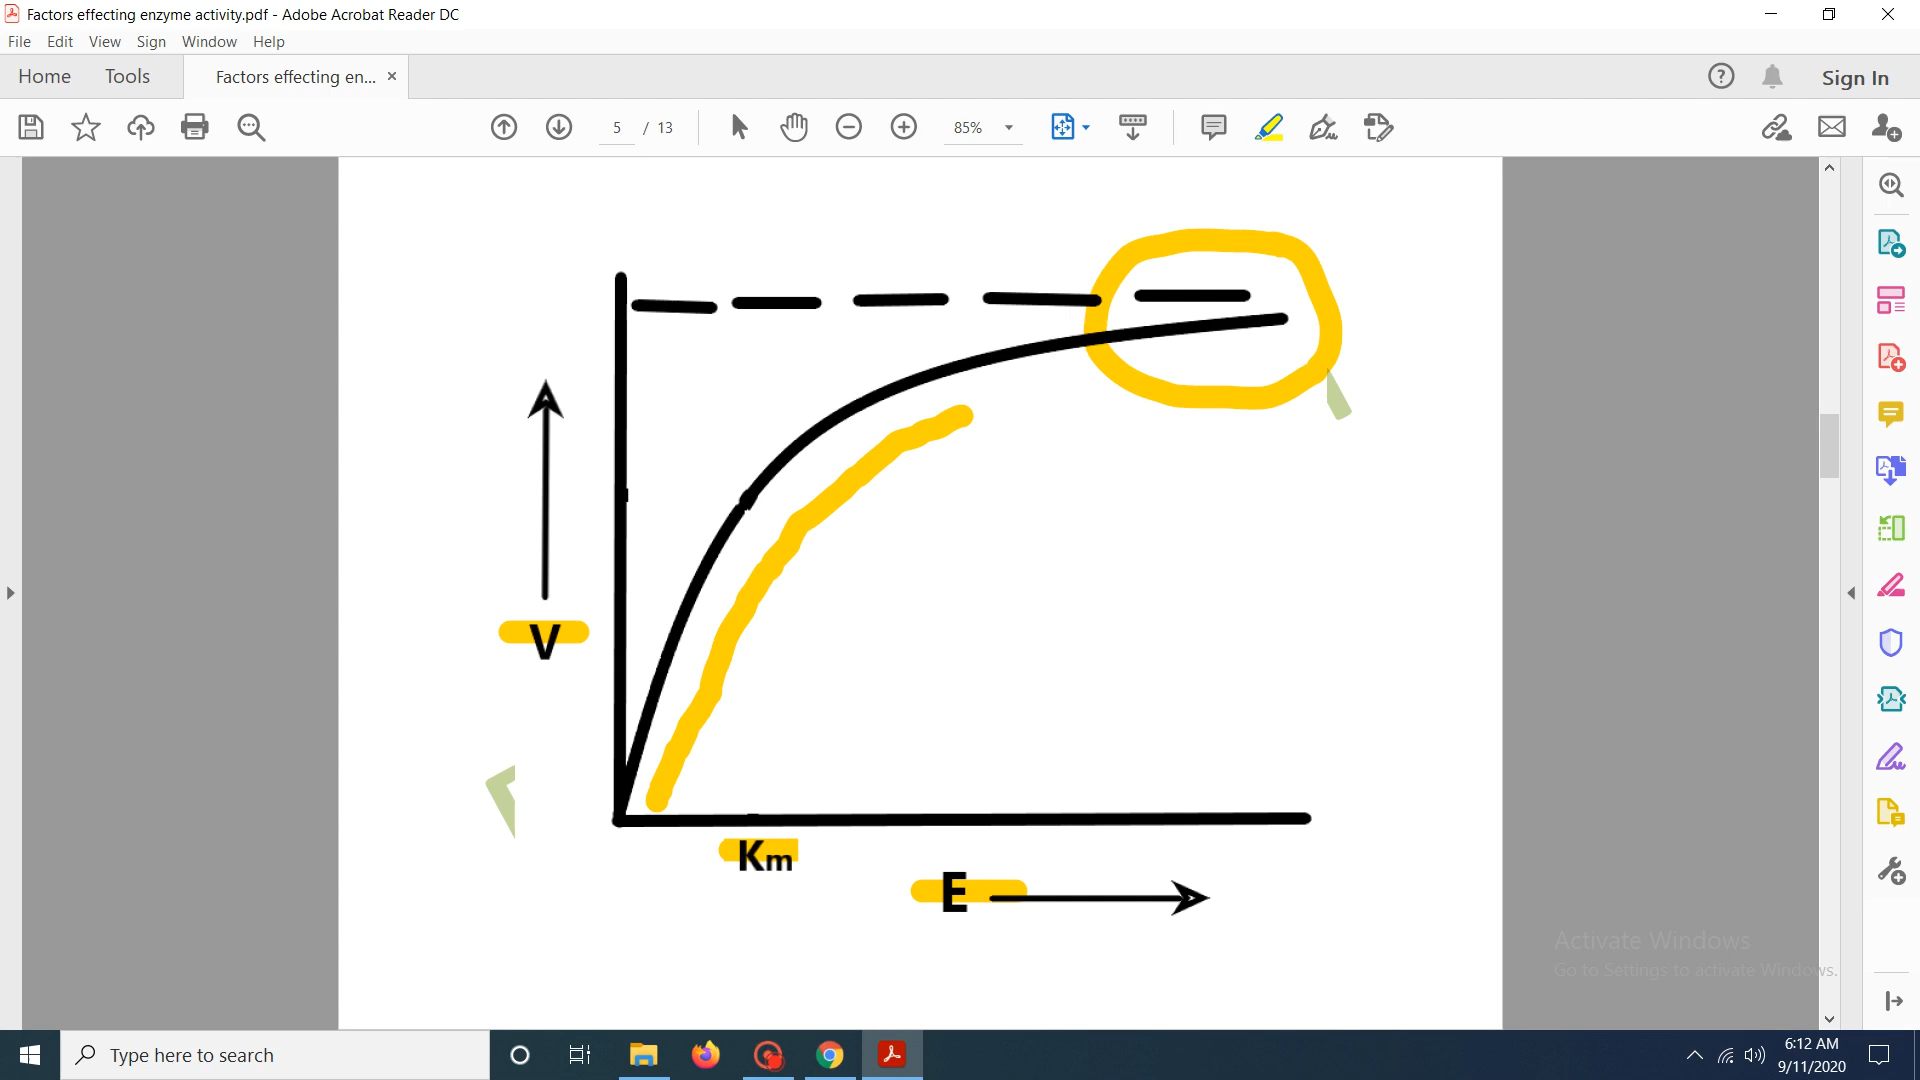 Factors effecting enzyme activity.pdf - Adobe Acrobat Reader DC
File Edit View Sign Window Help
Home Tools Factors effecting en... Sign In
5 / 13 85%
V
Km
E
Activate Windows
Go to Settings to activate Windows.
Type here to search
6:12 AM
9/11/2020